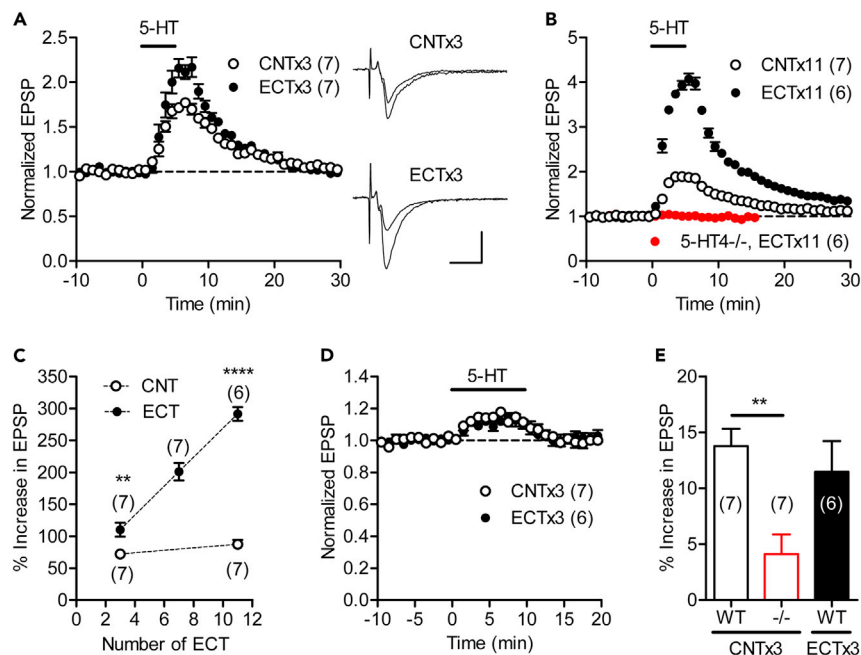 A
5-HT
CNTx3 (7)
ECTx3 (7)
Normalized EPSP
2.5
2.0
1.5
1.0
0.5
0.0
-10 0 10 20 30
Time (min)
CNTx3
ECTx3
B
5-HT
CNTx11 (7)
ECTx11 (6)
Normalized EPSP
5
4
3
2
1
0
5-HT4-/-, ECTx11 (6)
-10 0 10 20 30
Time (min)
C
CNT
ECT
% Increase in EPSP
350
300
250
200
150
100
50
0
****
(6)
(7)
**
(7)
(7)
(7)
0 2 4 6 8 10 12
Number of ECT
D
5-HT
Normalized EPSP
1.4
1.2
1.0
0.8
0.6
0.4
0.2
0.0
CNTx3 (7)
ECTx3 (6)
-10 -5 0 5 10 15 20
Time (min)
E
% Increase in EPSP
20
15
10
5
0
**
(7) (7) (6)
WT -/- WT
CNTx3 ECTx3